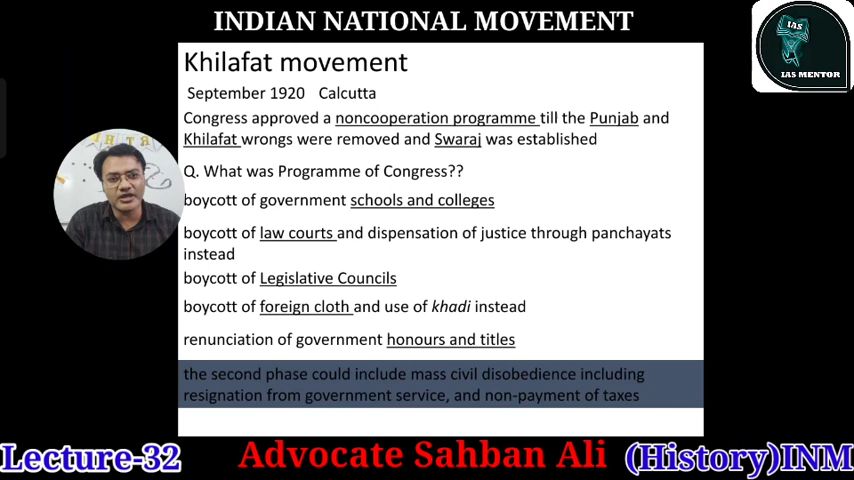 INDIAN NATIONAL MOVEMENT
IAS
IAS MENTOR
Khilafat movement
September 1920 Calcutta
Congress approved a noncooperation programme till the Punjab and
Khilafat wrongs were removed and Swaraj was established
Q. What was Programme of Congress??
boycott of government schools and colleges
boycott of law courts and dispensation of justice through panchayats
instead
boycott of Legislative Councils
boycott of foreign cloth and use of khadi instead
renunciation of government honours and titles
the second phase could include mass civil disobedience including
resignation from government service, and non-payment of taxes
Lecture-32 Advocate Sahban Ali (History)INM